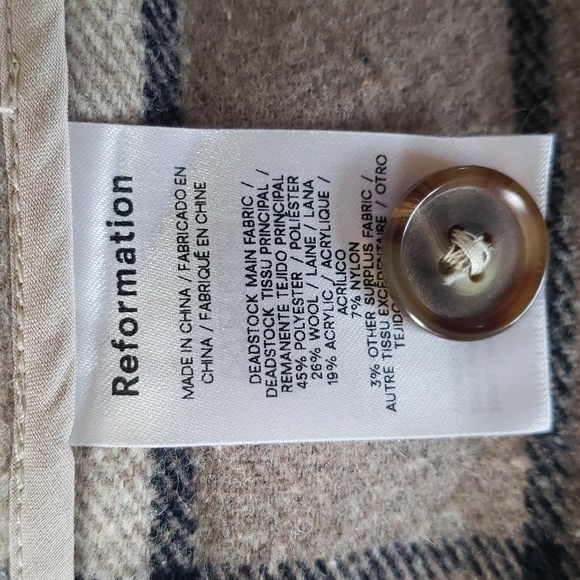 Reformation
MADE IN CHINA / FABRICADO EN
CHINA / FABRIQUÉ EN CHINE
DEADSTOCK MAIN FABRIC /
DEADSTOCK TISSU PRINCIPAL /
REMANENTE TEJIDO PRINCIPAL
45% POLYESTER / POLIÉSTER
26% WOOL / LAINE / LANA
19% ACRYLIC / ACRYLIQUE /
ACRÍLICO
7% NYLON
3% OTHER SURPLUS FABRIC /
AUTRE TISSU / OTRO